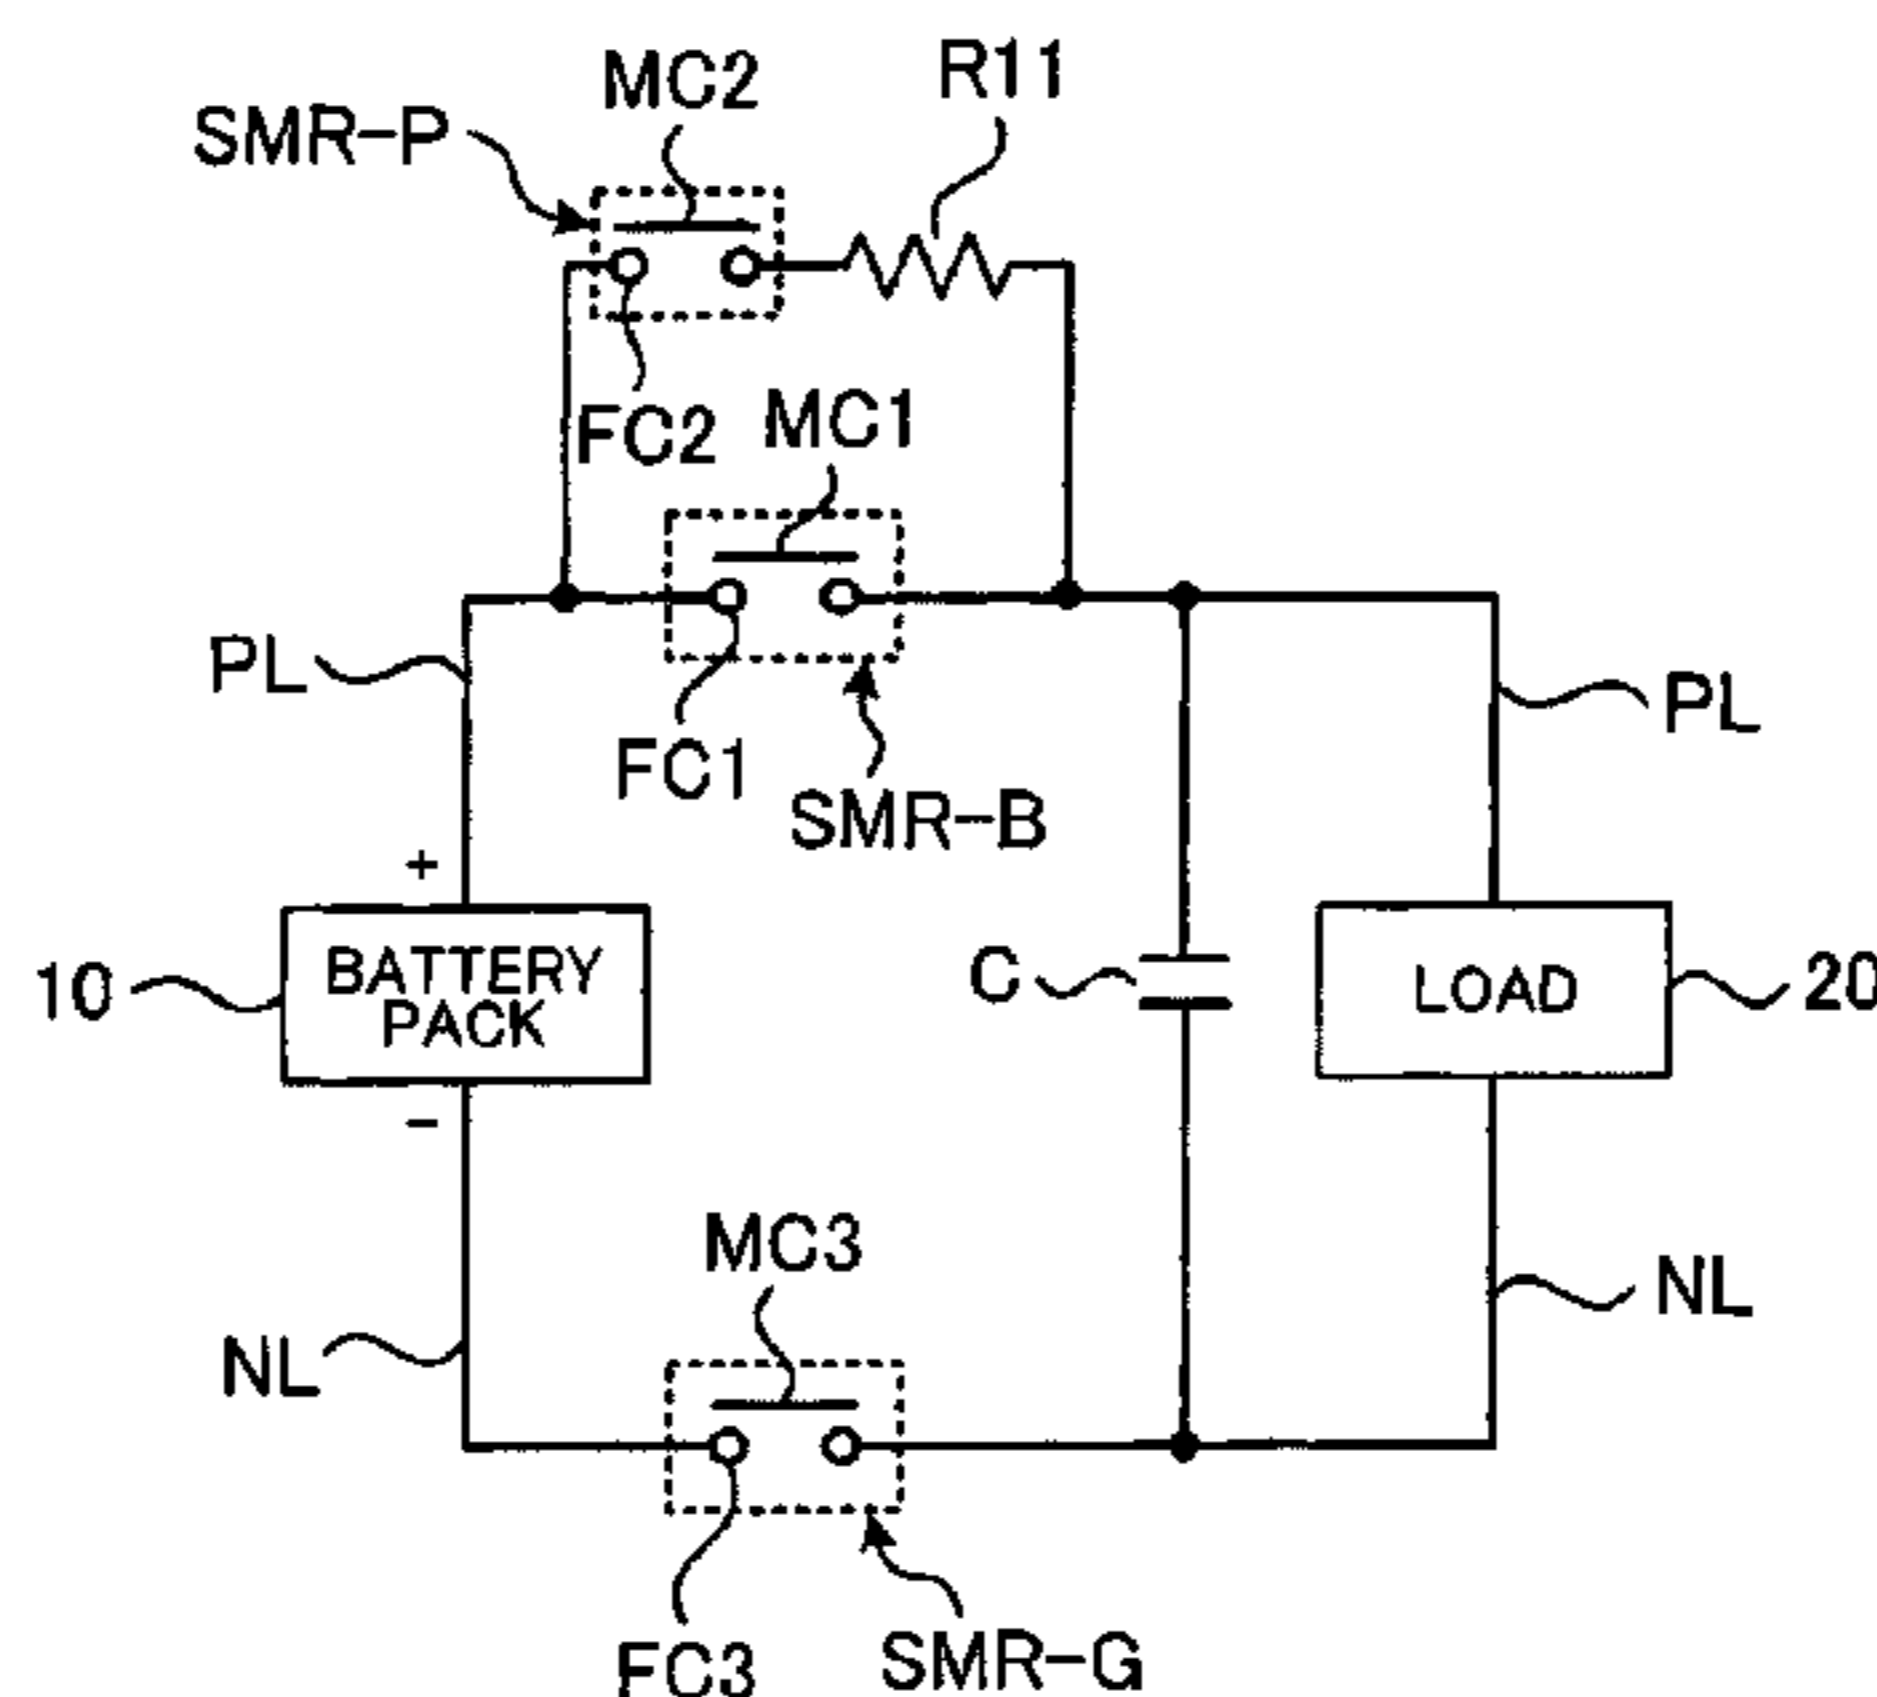 MC2
R11
SMR-P
FC2
MC1
PL
FC1
PL
SMR-B
+
10
BATTERY
PACK
C
LOAD
20
-
MC3
NL
NL
FC3
SMR-G